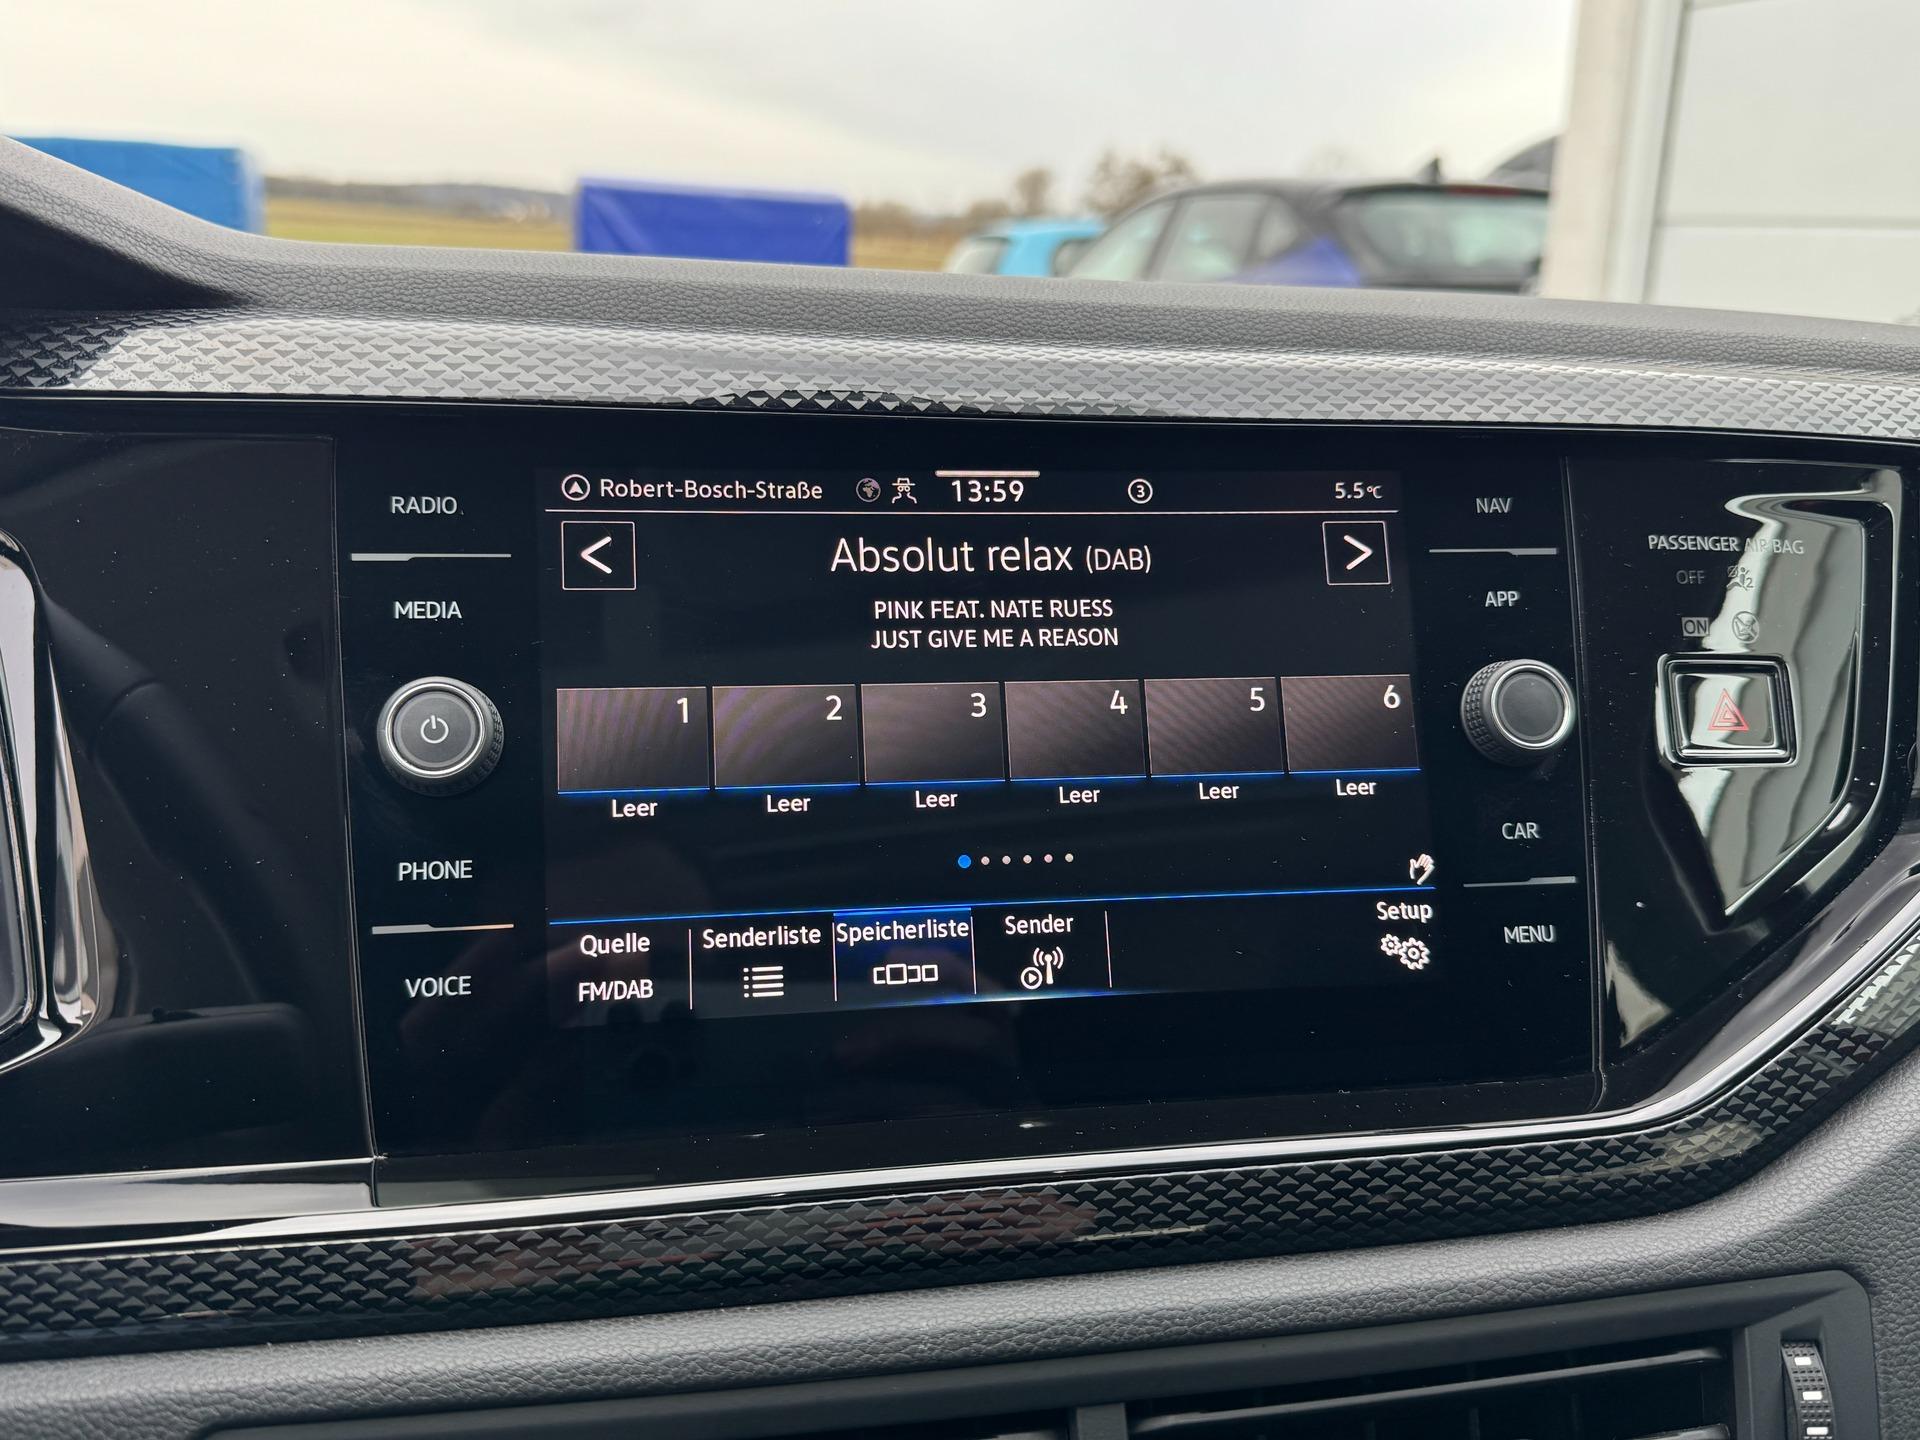 RADIO
MEDIA
PHONE
VOICE
Robert-Bosch-Straße
13:59
3
5.5°C
<
Absolut relax (DAB)
>
PINK FEAT. NATE RUESS
JUST GIVE ME A REASON
1 2 3 4 5 6
Leer Leer Leer Leer Leer Leer
Quelle
FM/DAB
Senderliste
Speicherliste
Sender
Setup
NAV
APP
CAR
MENU
PASSENGER AIR BAG
OFF
2
ON